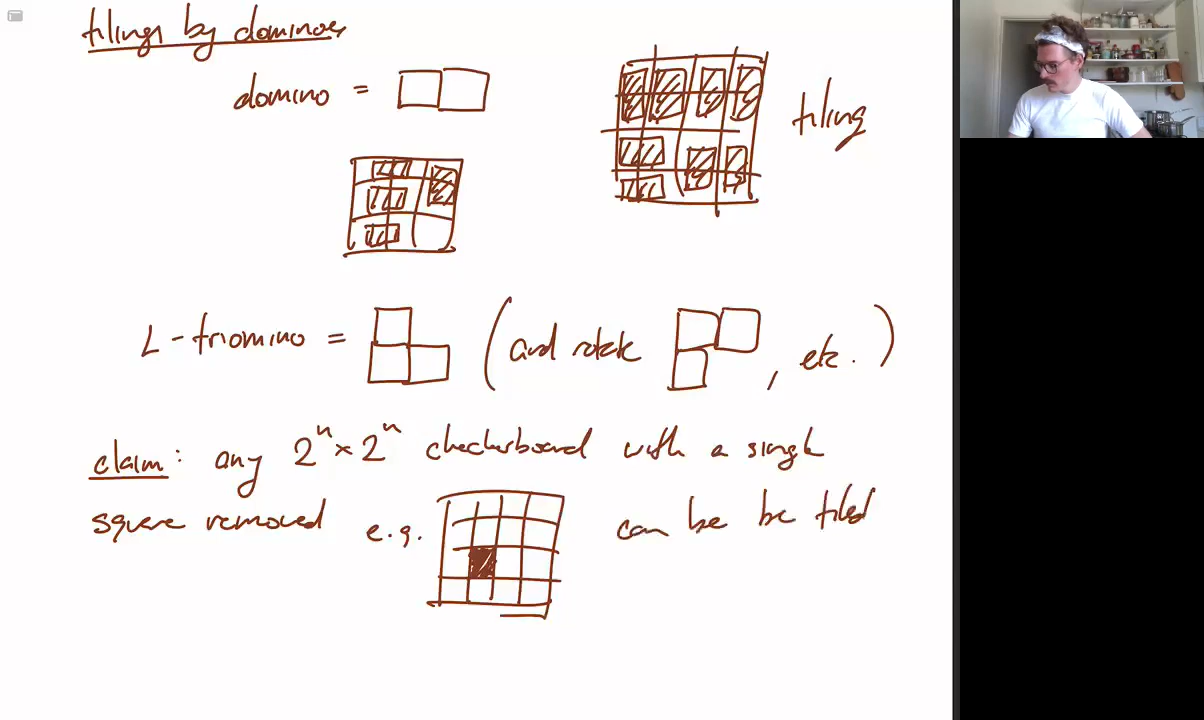 tilings by dominoes
domino =
tiling
L-triomino = (and rotate , etc.)
claim: any 2^n × 2^n checkerboard with a single
square removed e.g. can be be tiled